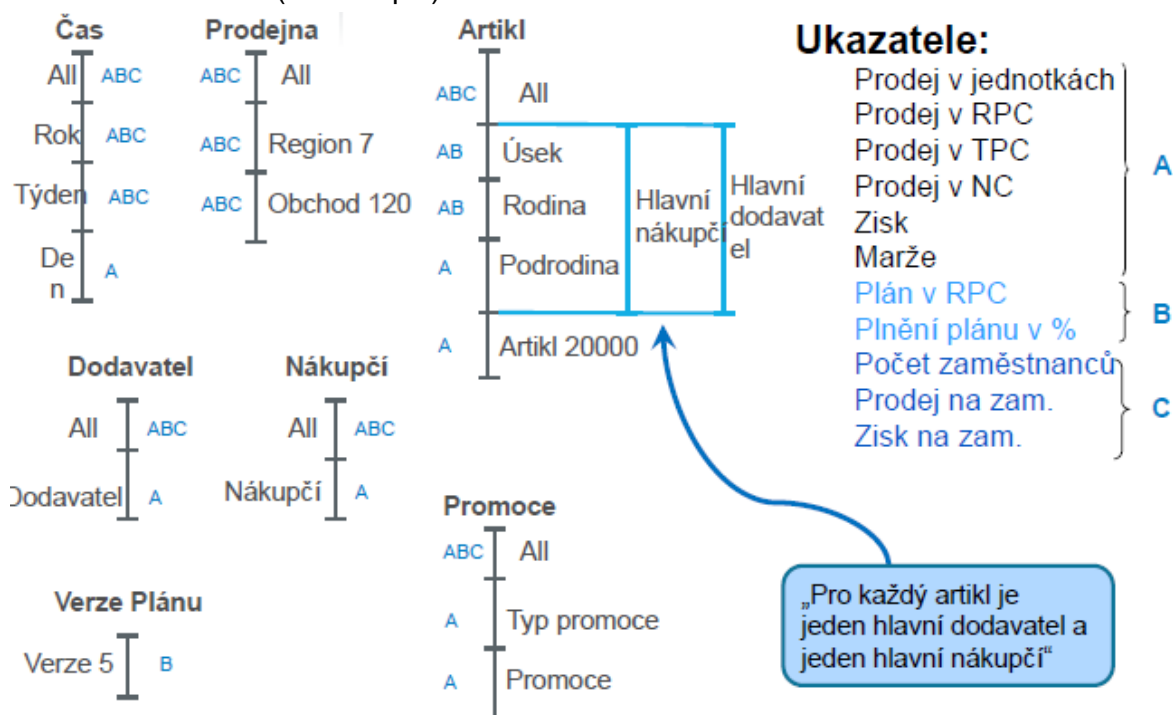 Čas
All ABC
Rok ABC
Týden ABC
De
n
A
Prodejna
ABC All
ABC Region 7
ABC Obchod 120
Artikl
ABC All
AB Úsek
AB Rodina
A Podrodina
A Artikl 20000
Hlavní
nákupčí
Hlavní
dodavat
el
Ukazatele:
Prodej v jednotkách
Prodej v RPC
Prodej v TPC
Prodej v NC
Zisk
Marže
A
Plán v RPC
Plnění plánu v %
B
Počet zaměstnanců
Prodej na zam.
Zisk na zam.
C
Dodavatel
All ABC
Dodavatel A
Nákupčí
All ABC
Nákupčí A
Promoce
ABC All
A Typ promoce
A Promoce
Verze Plánu
Verze 5 B
„Pro každý artikl je
jeden hlavní dodavatel a
jeden hlavní nákupčí“